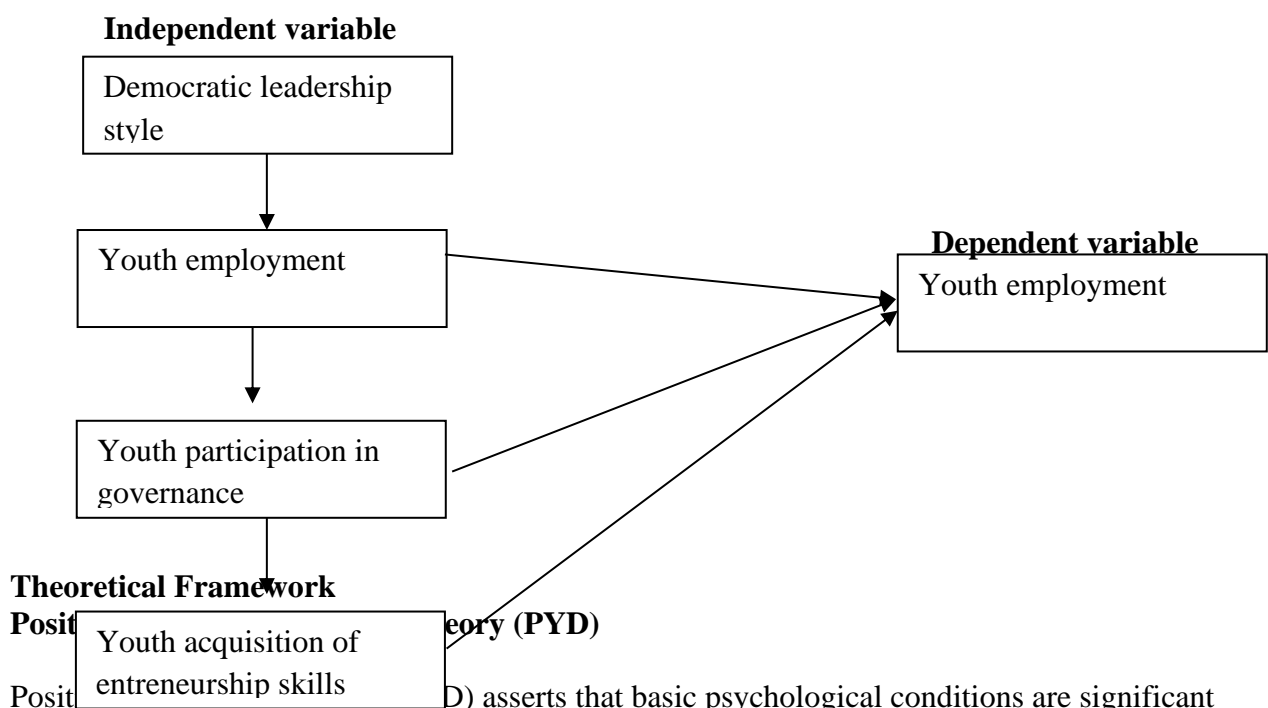 Independent variable
Democratic leadership
style
Youth employment
Dependent variable
Youth employment
Youth participation in
governance
Theoretical Framework
Posit eory (PYD)
Youth acquisition of
entreneurship skills
Posit D) asserts that basic psychological conditions are significant